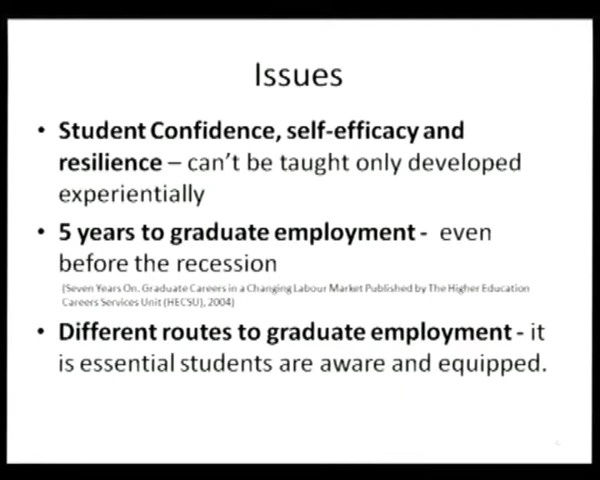 Issues
• Student Confidence, self-efficacy and
resilience – can't be taught only developed
experientially
• 5 years to graduate employment - even
before the recession
(Seven Years On. Graduate Careers in a Changing Labour Market Published by The Higher Education
Careers Services Unit (HECSU), 2004)
• Different routes to graduate employment - it
is essential students are aware and equipped.